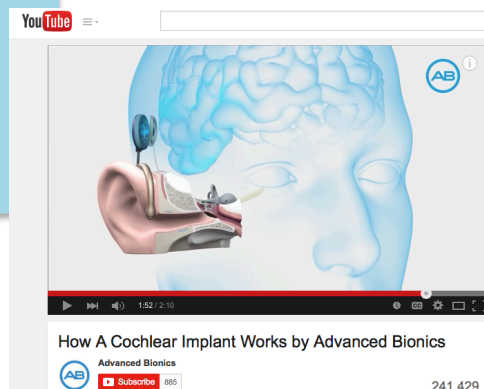 YouTube
AB
1:52 / 2:10
CC
How A Cochlear Implant Works by Advanced Bionics
AB
Advanced Bionics
Subscribe 885
241,429